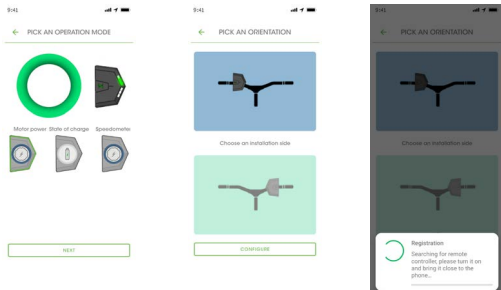 9:41
PICK AN OPERATION MODE
Motor power State of charge Speedometer
NEXT
9:41
PICK AN ORIENTATION
Choose an installation side
CONFIGURE
9:41
PICK AN ORIENTATION
Choose an installation side
Registration
Searching for remote
controller, please turn it on
and bring it close to the
phone...